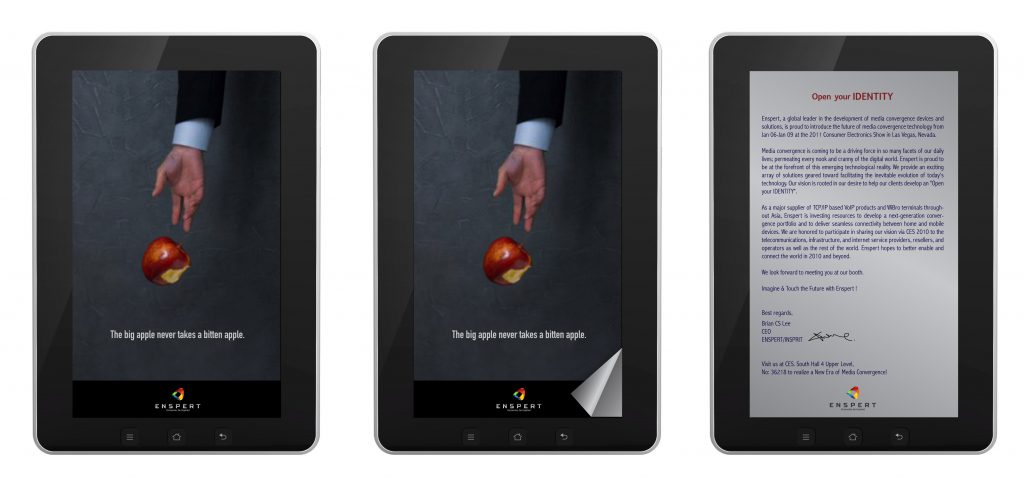 The big apple never takes a bitten apple.
ENSPERT
The big apple never takes a bitten apple.
ENSPERT
Open your IDENTITY
Enspert, a global leader in the development of media convergence devices and
solutions, is proud to introduce the future of media convergence technology from
Jan 06-Jan 09 at the 2011 Consumer Electronics Show in Las Vegas, Nevada.
Media convergence is coming to be a driving force in so many facets of our daily
lives; permeating every nook and cranny of the digital world. Enspert is proud to
be at the forefront of this emerging technological reality. We provide an exciting
array of solutions geared toward facilitating the inevitable evolution of today's
technology. Our vision is rooted in our desire to help our clients develop an "Open
your IDENTITY".
As a major supplier of TCP/IP based VoIP products and WiBro terminals through-
out Asia, Enspert is investing resources to develop a next-generation conver-
gence portfolio and to deliver seamless connectivity between home and mobile
devices. We are honored to participate in sharing our vision via CES 2010 to the
telecommunications, infrastructure, and internet service providers, resellers, and
operators as well as the rest of the world. Enspert hopes to better enable and
connect the world in 2010 and beyond.
We look forward to meeting you at our booth.
Imagine & Touch the Future with Enspert !
Best regards,
Brian CS Lee
CEO
ENSPERT/INSPRIT
Visit us at CES. South Hall 4 Upper Level,
No: 36218 to realize a New Era of Media Convergence!
ENSPERT